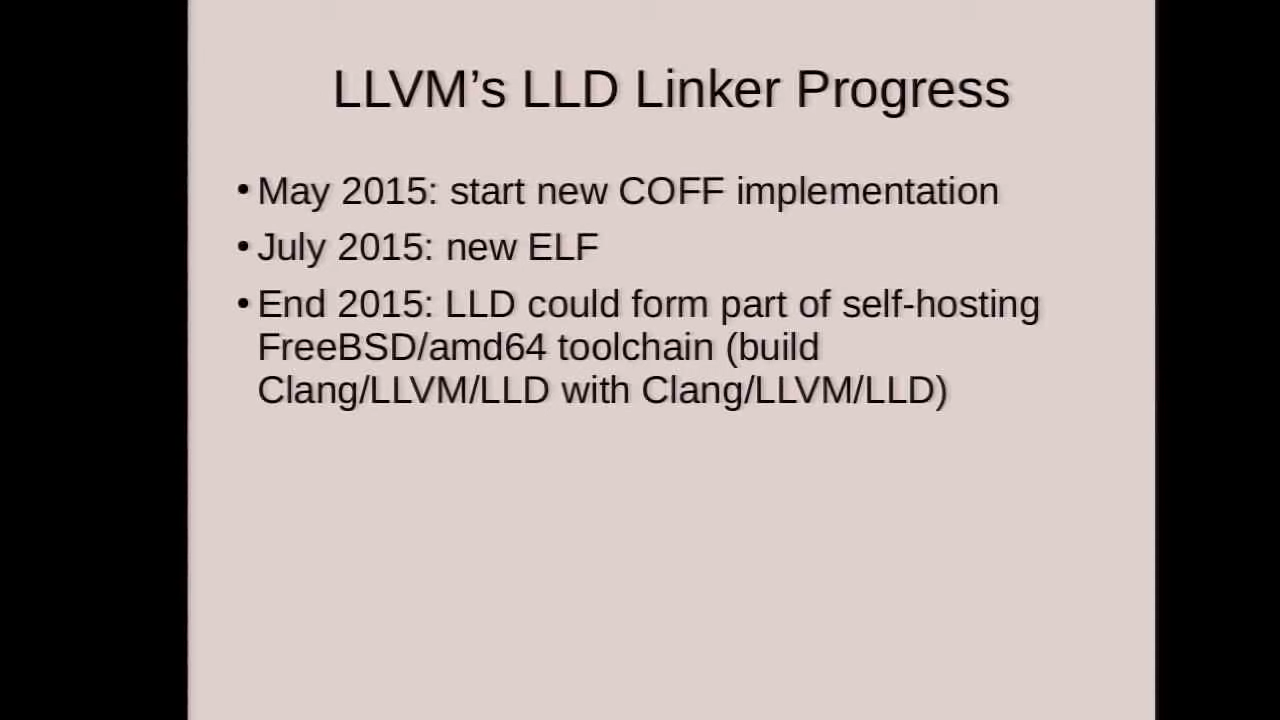 LLVM’s LLD Linker Progress
• May 2015: start new COFF implementation
• July 2015: new ELF
• End 2015: LLD could form part of self-hosting
FreeBSD/amd64 toolchain (build
Clang/LLVM/LLD with Clang/LLVM/LLD)